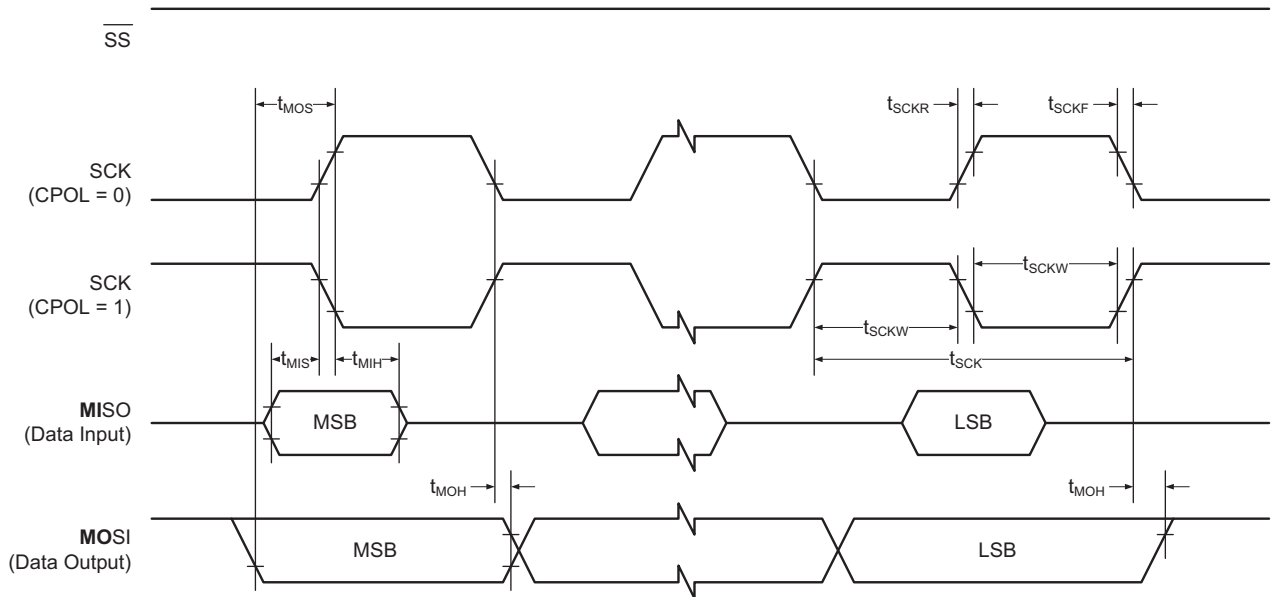 SS
tMOS
tSCKR
tSCKF
SCK
(CPOL = 0)
SCK
(CPOL = 1)
tSCKW
tSCKW
tMIS
tMIH
tSCK
MISO
(Data Input)
MSB
LSB
tMOH
tMOH
MOSI
(Data Output)
MSB
LSB